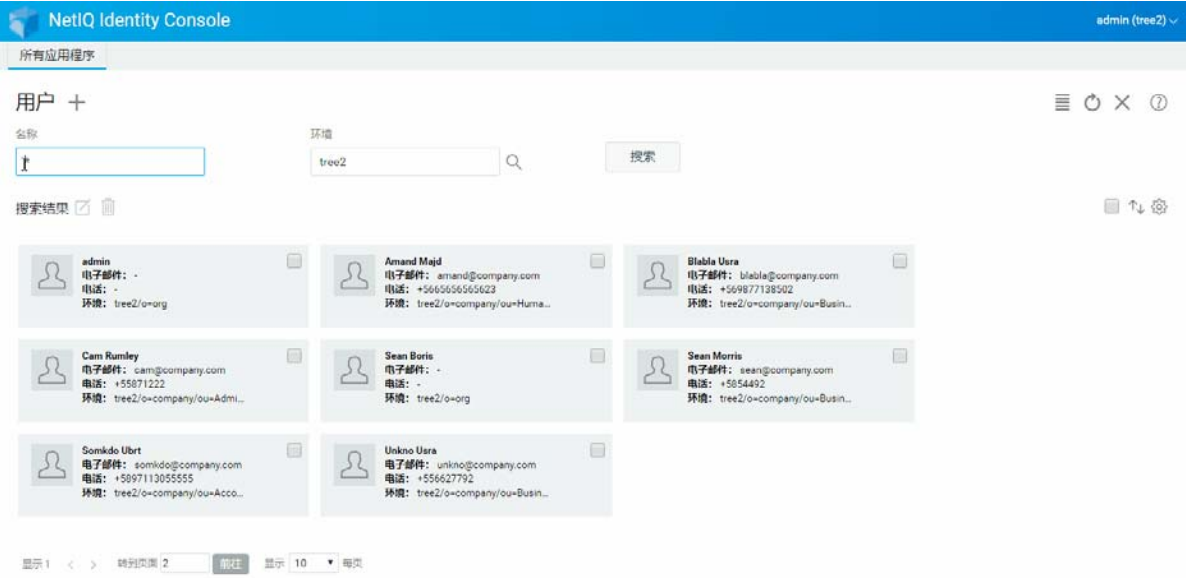 NetIQ Identity Console
admin (tree2)
所有应用程序
用户
名称
环境
*
tree2
搜索
搜索结果
admin
电子邮件： -
电话： -
环境： tree2/o=org
Amand Majd
电子邮件： amand@company.com
电话： +5665656565623
环境： tree2/o=company/ou=Huma...
Blabla Usra
电子邮件： blabla@company.com
电话： +569877138502
环境： tree2/o=company/ou=Busin...
Cam Rumley
电子邮件： cam@company.com
电话： +55871222
环境： tree2/o=company/ou=Admi...
Sean Boris
电子邮件： -
电话： -
环境： tree2/o=org
Sean Morris
电子邮件： sean@company.com
电话： +5854492
环境： tree2/o=company/ou=Busin...
Somkdo Ubrt
电子邮件： somkdo@company.com
电话： +5897113055555
环境： tree2/o=company/ou=Acco...
Unkno Usra
电子邮件： unkno@company.com
电话： +556627792
环境： tree2/o=company/ou=Busin...
显示 1 < > 转到页面 2 前往 显示 10 每页